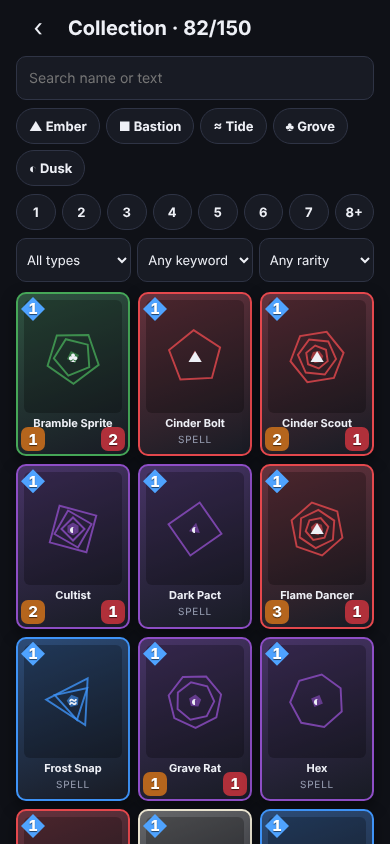 ‹ Collection · 82/150
Search name or text
▲ Ember ■ Bastion ≈ Tide ♣ Grove
◖ Dusk
1 2 3 4 5 6 7 8+
All types Any keyword Any rarity
1 1 1
Bramble Sprite Cinder Bolt Cinder Scout
1 2 SPELL 2 1
1 1 1
Cultist Dark Pact Flame Dancer
2 1 SPELL 3 1
1 1 1
Frost Snap Grave Rat Hex
SPELL 1 1 SPELL
1 1 1